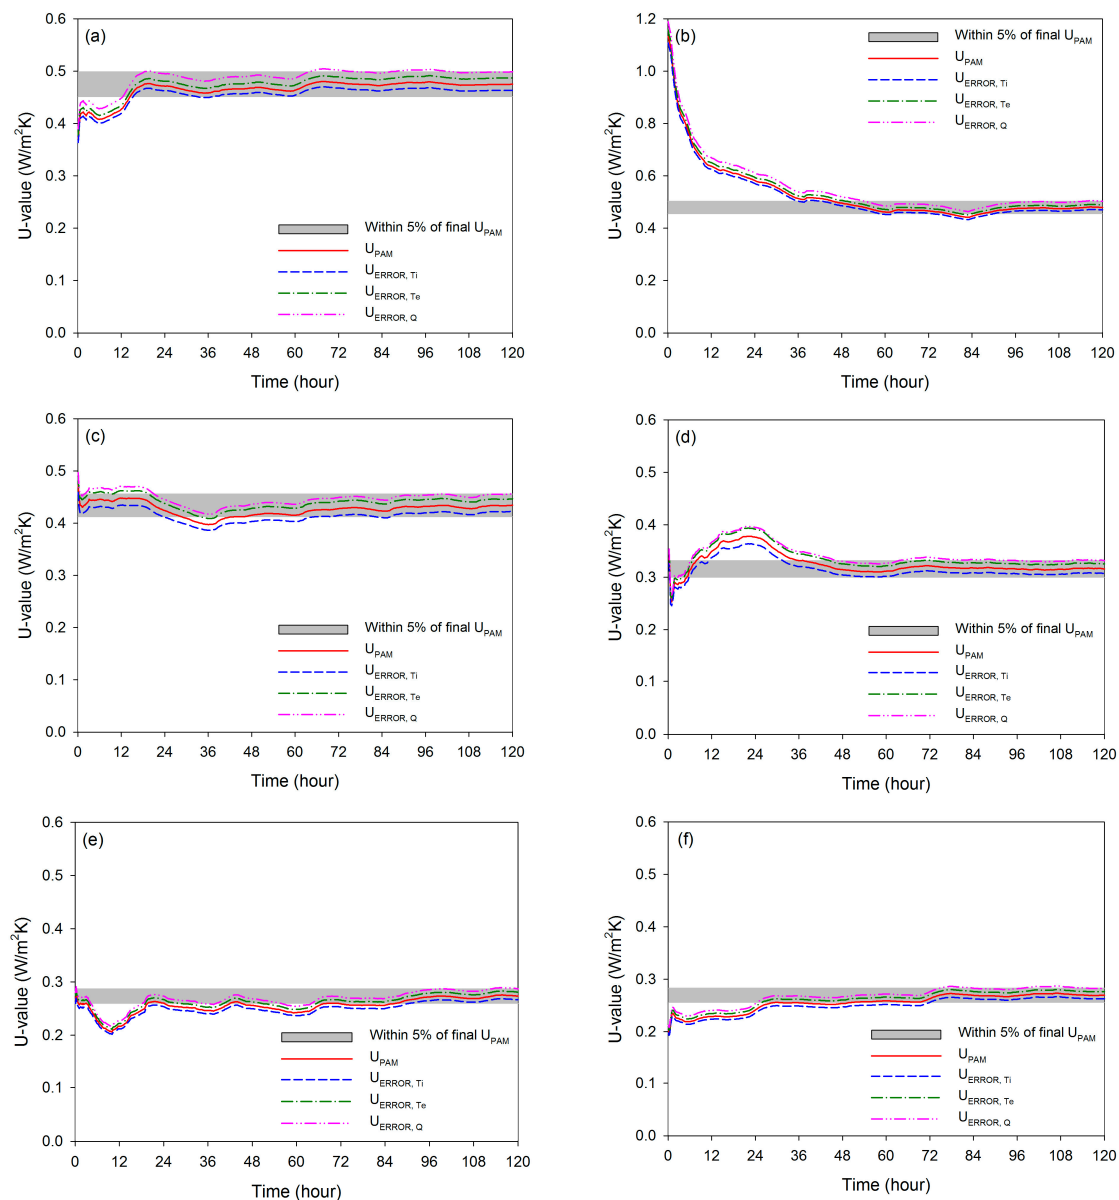 (a)
U-value (W/m²K)
0.6
0.5
0.4
0.3
0.2
0.1
0.0
Within 5% of final U_PAM
U_PAM
U_ERROR, Ti
U_ERROR, Te
U_ERROR, Q
0 12 24 36 48 60 72 84 96 108 120
Time (hour)
(b)
U-value (W/m²K)
1.2
1.0
0.8
0.6
0.4
0.2
0.0
Within 5% of final U_PAM
U_PAM
U_ERROR, Ti
U_ERROR, Te
U_ERROR, Q
0 12 24 36 48 60 72 84 96 108 120
Time (hour)
(c)
U-value (W/m²K)
0.6
0.5
0.4
0.3
0.2
0.1
0.0
Within 5% of final U_PAM
U_PAM
U_ERROR, Ti
U_ERROR, Te
U_ERROR, Q
0 12 24 36 48 60 72 84 96 108 120
Time (hour)
(d)
U-value (W/m²K)
0.6
0.5
0.4
0.3
0.2
0.1
0.0
Within 5% of final U_PAM
U_PAM
U_ERROR, Ti
U_ERROR, Te
U_ERROR, Q
0 12 24 36 48 60 72 84 96 108 120
Time (hour)
(e)
U-value (W/m²K)
0.6
0.5
0.4
0.3
0.2
0.1
0.0
Within 5% of final U_PAM
U_PAM
U_ERROR, Ti
U_ERROR, Te
U_ERROR, Q
0 12 24 36 48 60 72 84 96 108 120
Time (hour)
(f)
U-value (W/m²K)
0.6
0.5
0.4
0.3
0.2
0.1
0.0
Within 5% of final U_PAM
U_PAM
U_ERROR, Ti
U_ERROR, Te
U_ERROR, Q
0 12 24 36 48 60 72 84 96 108 120
Time (hour)